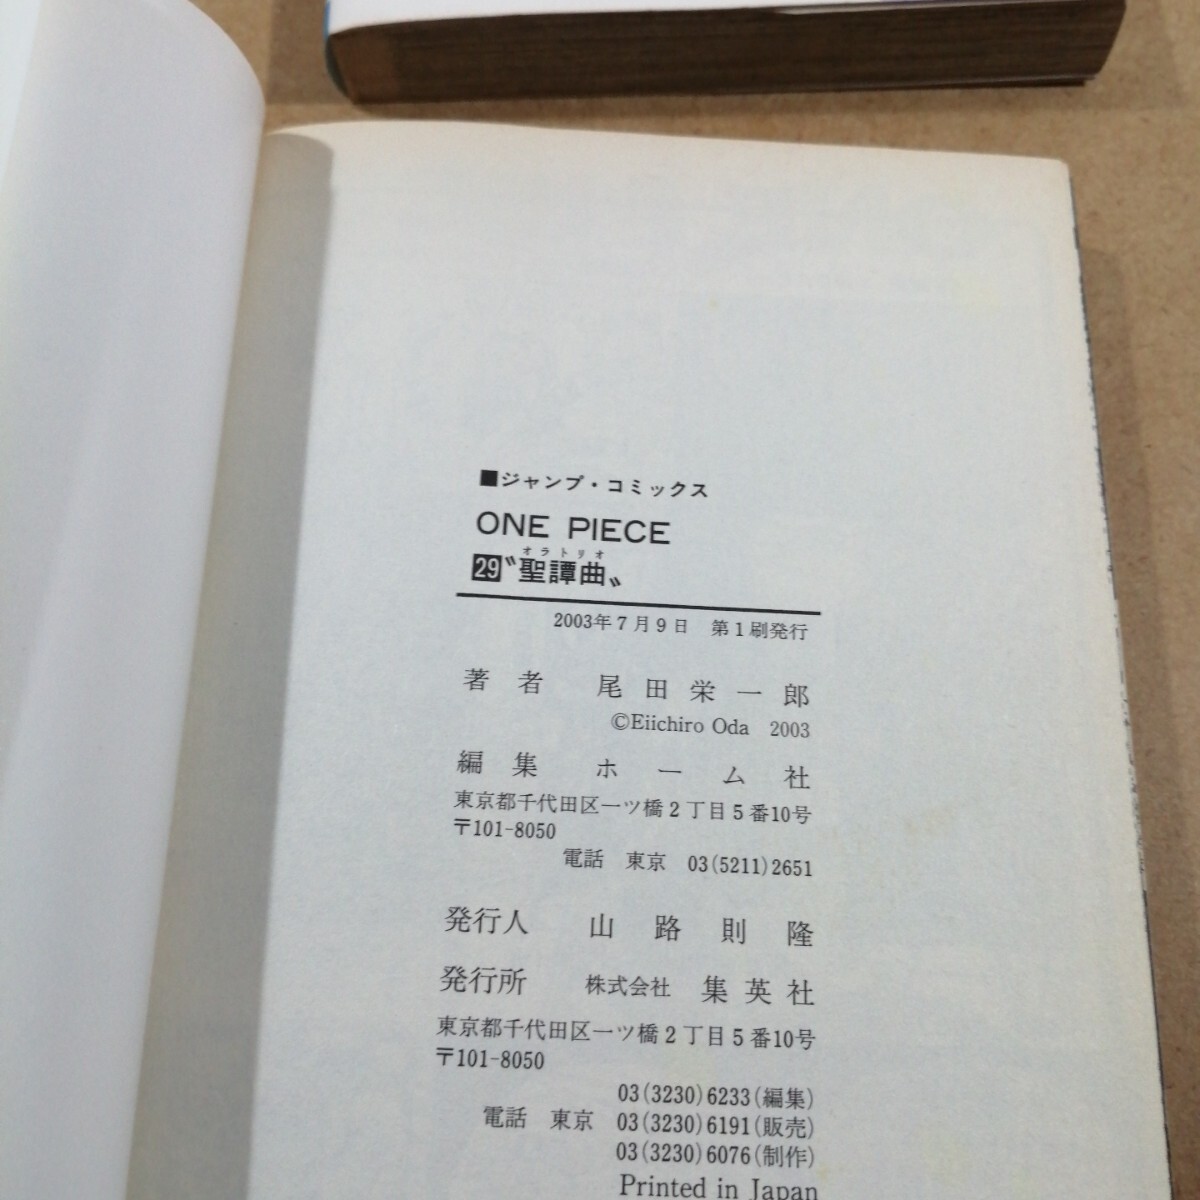 ■ジャンプ・コミックス
ONE PIECE
オラトリオ
29〝聖譚曲〟
2003年7月9日 第1刷発行
著者 尾田栄一郎
©Eiichiro Oda 2003
編集 ホーム社
東京都千代田区一ツ橋2丁目5番10号
〒101-8050
電話 東京 03(5211)2651
発行人 山路則隆
発行所 株式会社 集英社
東京都千代田区一ツ橋2丁目5番10号
〒101-8050
03(3230)6233(編集)
電話 東京 03(3230)6191(販売)
03(3230)6076(制作)
Printed in Japan